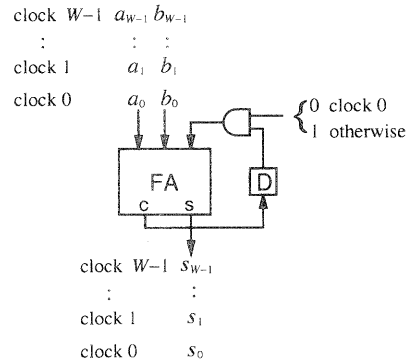 clock W-1 a_{W-1} b_{W-1}
: : :
clock 1 a_1 b_1
clock 0 a_0 b_0
{0 clock 0
1 otherwise
FA
D
c s
clock W-1 s_{W-1}
: :
clock 1 s_1
clock 0 s_0